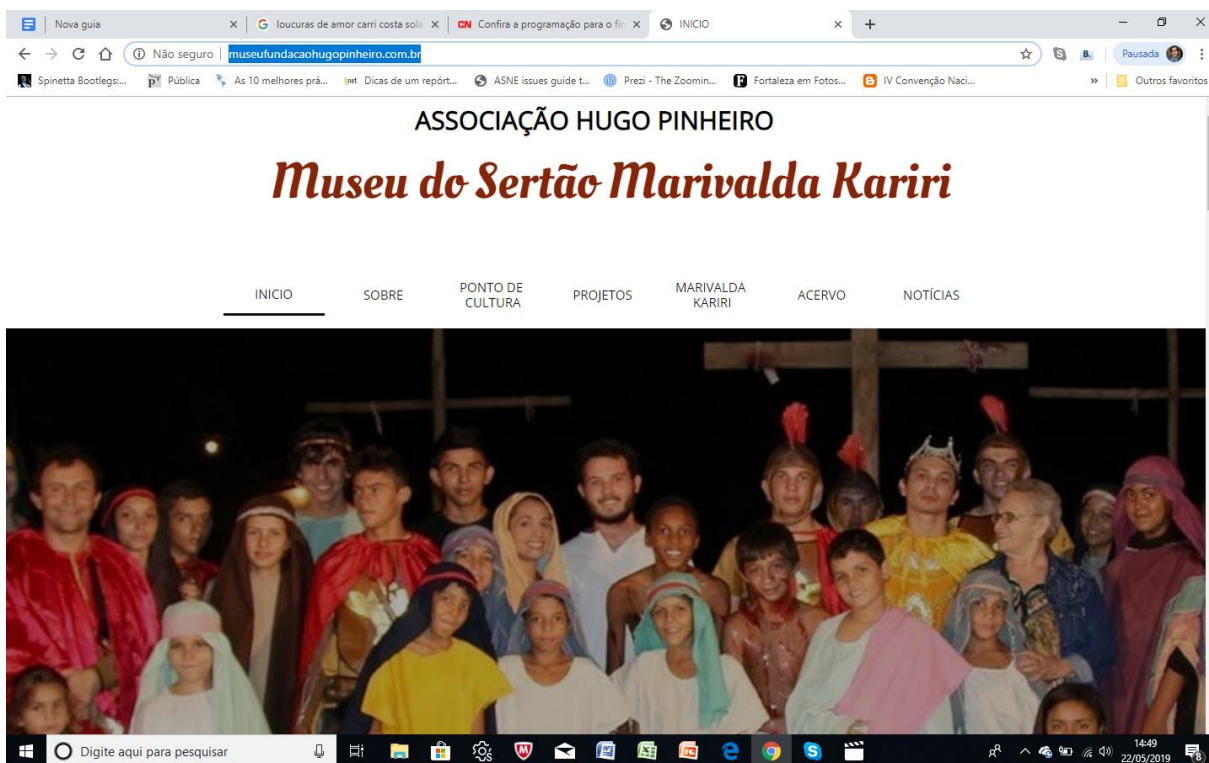 Nova guia
loucuras de amor carri costa sola
CN Confira a programação para o fin
INICIO
Não seguro | museufundacaohugopinheiro.com.br
Pausada
Spinetta Bootlegs:...
Pública
As 10 melhores prá...
Dicas de um repórt...
ASNE issues guide t...
Prezi - The Zoomin...
Fortaleza em Fotos...
IV Convenção Naci...
Outros favoritos
ASSOCIAÇÃO HUGO PINHEIRO
Museu do Sertão Marivalda Kariri
INICIO
SOBRE
PONTO DE
CULTURA
PROJETOS
MARIVALDA
KARIRI
ACERVO
NOTÍCIAS
Digite aqui para pesquisar
14:49
22/05/2019